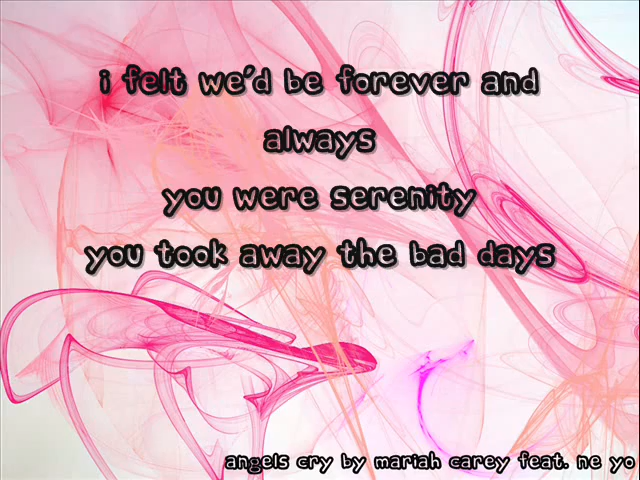 i felt we'd be forever and
always
you were serenity
you took away the bad days
angels cry by mariah carey feat. ne yo